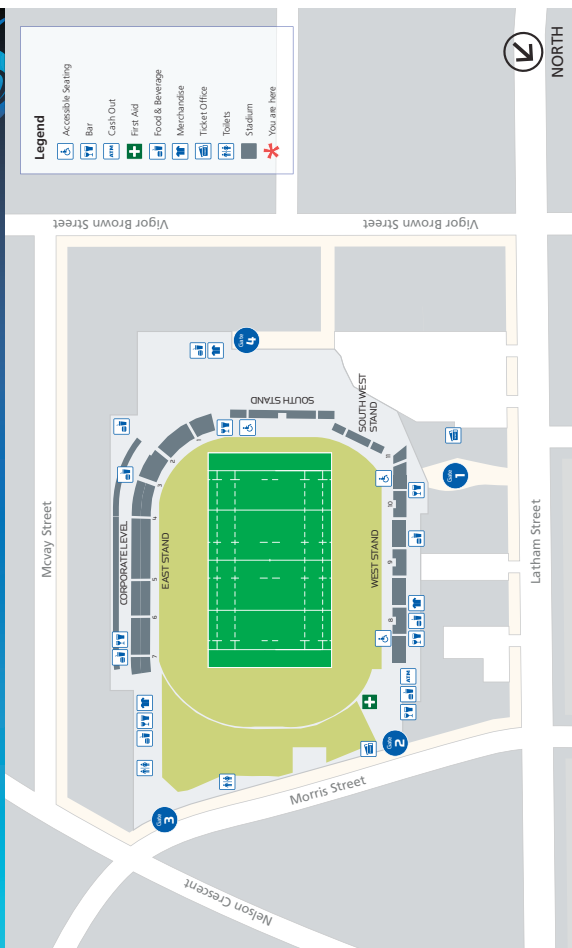 Legend
Accessible Seating
Bar
ATM
Cash Out
First Aid
Food & Beverage
Merchandise
Ticket Office
Toilets
Stadium
You are here
NORTH
Vigor Brown Street
Vigor Brown Street
Mcvay Street
Latham Street
Morris Street
Nelson Crescent
Gate
4
Gate
1
Gate
2
Gate
3
SOUTH STAND
SOUTH WEST
STAND
CORPORATE LEVEL
EAST STAND
WEST STAND
1
2
3
4
5
6
7
8
9
10
11
ATM